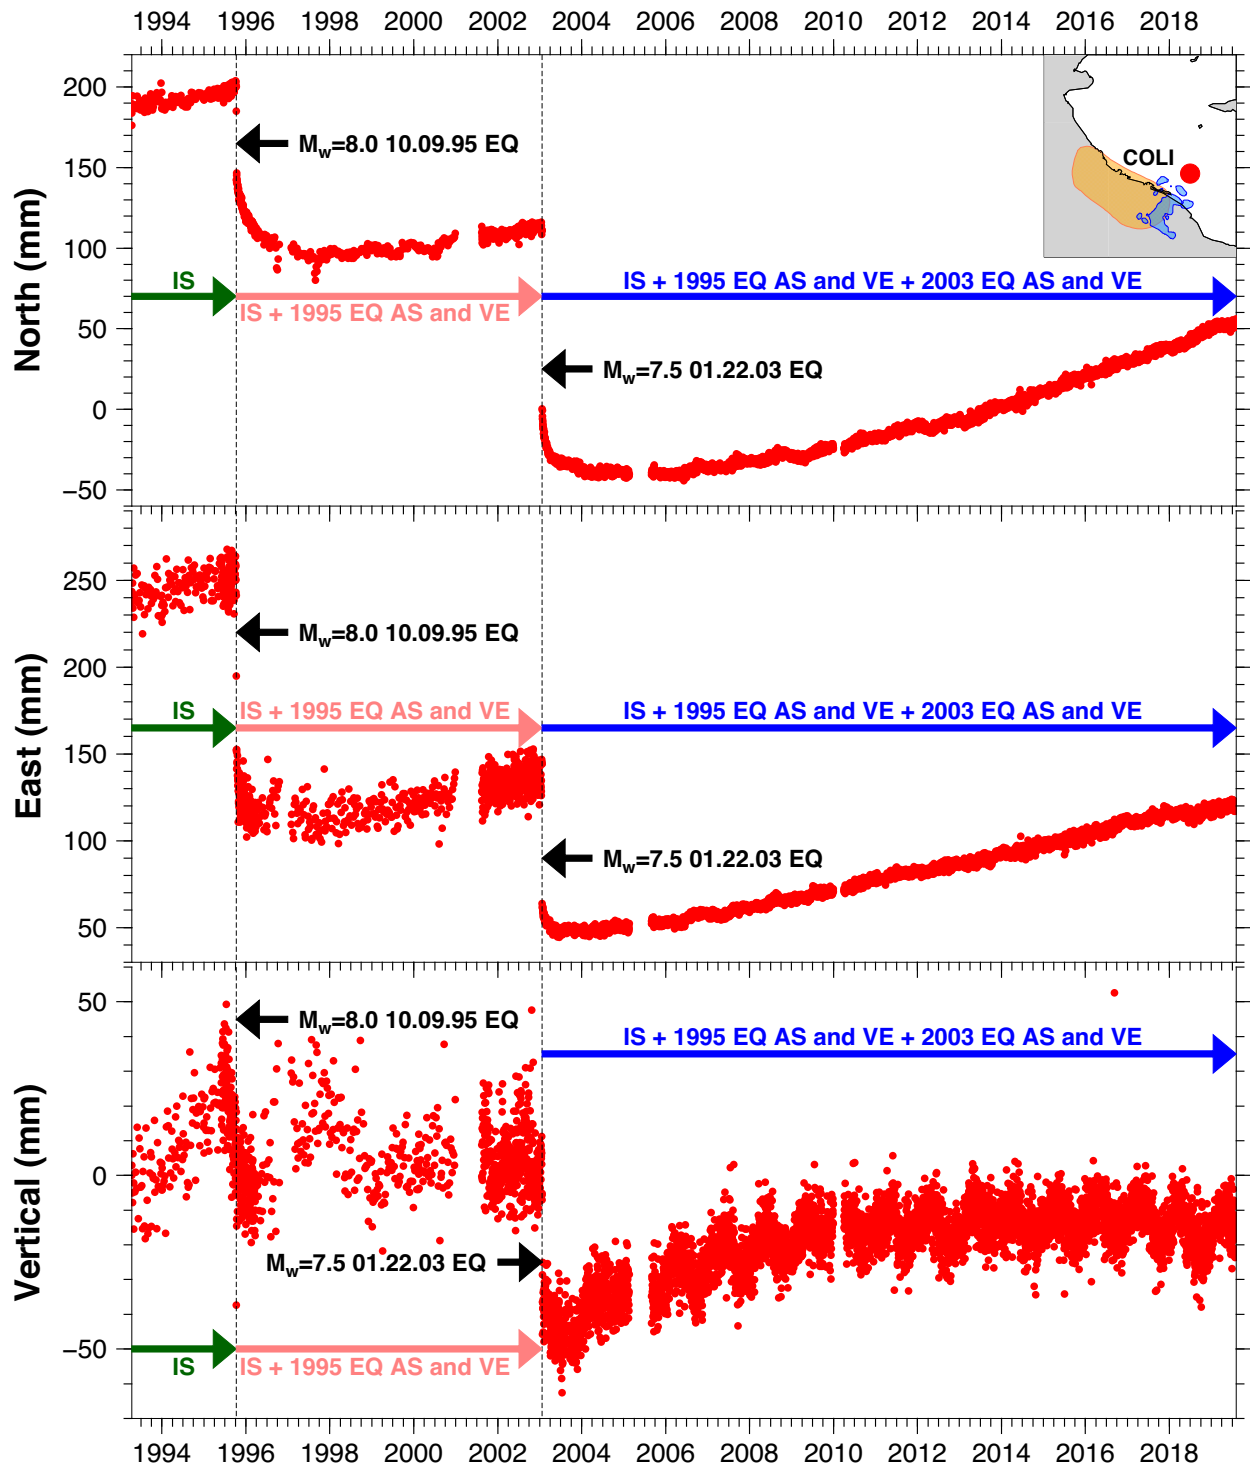 1994 1996 1998 2000 2002 2004 2006 2008 2010 2012 2014 2016 2018
North (mm)
200
150
100
50
0
−50
Mw=8.0 10.09.95 EQ
COLI
IS
IS + 1995 EQ AS and VE
IS + 1995 EQ AS and VE + 2003 EQ AS and VE
Mw=7.5 01.22.03 EQ
East (mm)
250
200
150
100
50
Mw=8.0 10.09.95 EQ
IS
IS + 1995 EQ AS and VE
IS + 1995 EQ AS and VE + 2003 EQ AS and VE
Mw=7.5 01.22.03 EQ
Vertical (mm)
50
0
−50
Mw=8.0 10.09.95 EQ
IS + 1995 EQ AS and VE + 2003 EQ AS and VE
Mw=7.5 01.22.03 EQ
IS
IS + 1995 EQ AS and VE
1994 1996 1998 2000 2002 2004 2006 2008 2010 2012 2014 2016 2018